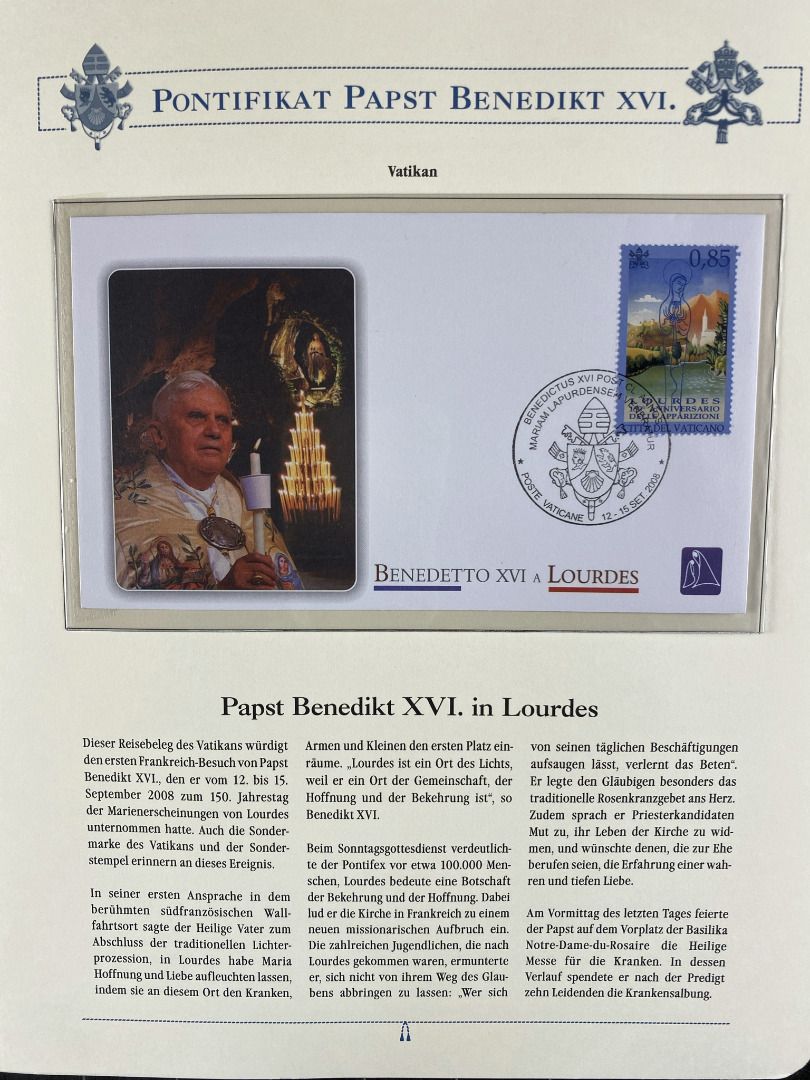 PONTIFIKAT PAPST BENEDIKT XVI.
Vatikan
0,85
LOURDES
150° ANNIVERSARIO
DELLE APPARIZIONI
CITTÀ DEL VATICANO
BENEDICTUS XVI POST
MARIAM LAPURDENSEM
POSTE VATICANE 12-15 SET. 2008
BENEDETTO XVI A LOURDES
Papst Benedikt XVI. in Lourdes
Dieser Reisebeleg des Vatikans würdigt
den ersten Frankreich-Besuch von Papst
Benedikt XVI., den er vom 12. bis 15.
September 2008 zum 150. Jahrestag
der Marienerscheinungen von Lourdes
unternommen hatte. Auch die Sonder-
marke des Vatikans und der Sonder-
stempel erinnern an dieses Ereignis.
In seiner ersten Ansprache in dem
berühmten südfranzösischen Wall-
fahrtsort sagte der Heilige Vater zum
Abschluss der traditionellen Lichter-
prozession, in Lourdes habe Maria
Hoffnung und Liebe aufleuchten lassen,
indem sie an diesem Ort den Kranken,
Armen und Kleinen den ersten Platz ein-
räume. „Lourdes ist ein Ort des Lichts,
weil er ein Ort der Gemeinschaft, der
Hoffnung und der Bekehrung ist“, so
Benedikt XVI.
Beim Sonntagsgottesdienst verdeutlich-
te der Pontifex vor etwa 100.000 Men-
schen, Lourdes bedeute eine Botschaft
der Bekehrung und der Hoffnung. Dabei
lud er die Kirche in Frankreich zu einem
neuen missionarischen Aufbruch ein.
Die zahlreichen Jugendlichen, die nach
Lourdes gekommen waren, ermunterte
er, sich nicht von ihrem Weg des Glau-
bens abbringen zu lassen: „Wer sich
von seinen täglichen Beschäftigungen
aufsaugen lässt, verlernt das Beten“.
Er legte den Gläubigen besonders das
traditionelle Rosenkranzgebet ans Herz.
Zudem sprach er Priesterkandidaten
Mut zu, ihr Leben der Kirche zu wid-
men, und wünschte denen, die zur Ehe
berufen seien, die Erfahrung einer wah-
ren und tiefen Liebe.
Am Vormittag des letzten Tages feierte
der Papst auf dem Vorplatz der Basilika
Notre-Dame-du-Rosaire die Heilige
Messe für die Kranken. In dessen
Verlauf spendete er nach der Predigt
zehn Leidenden die Krankensalbung.